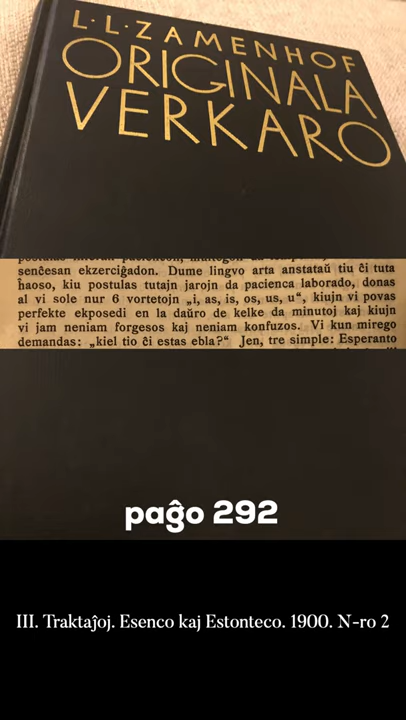 L·L·ZAMENHOF
ORIGINALA
VERKARO
senĉesan ekzerciĝadon. Dume lingvo arta anstataŭ tiu ĉi tuta
ĥaoso, kiu postulas tutajn jarojn da pacienca laborado, donas
al vi sole nur 6 vortetojn „i, as, is, os, us, u“, kiujn vi povas
perfekte ekposedi en la daŭro de kelke da minutoj kaj kiujn
vi jam neniam forgesos kaj neniam konfuzos. Vi kun mirego
demandas: „kiel tio ĉi estas ebla?“ Jen, tre simple: Esperanto
paĝo 292
III. Traktaĵoj. Esenco kaj Estonteco. 1900. N-ro 2